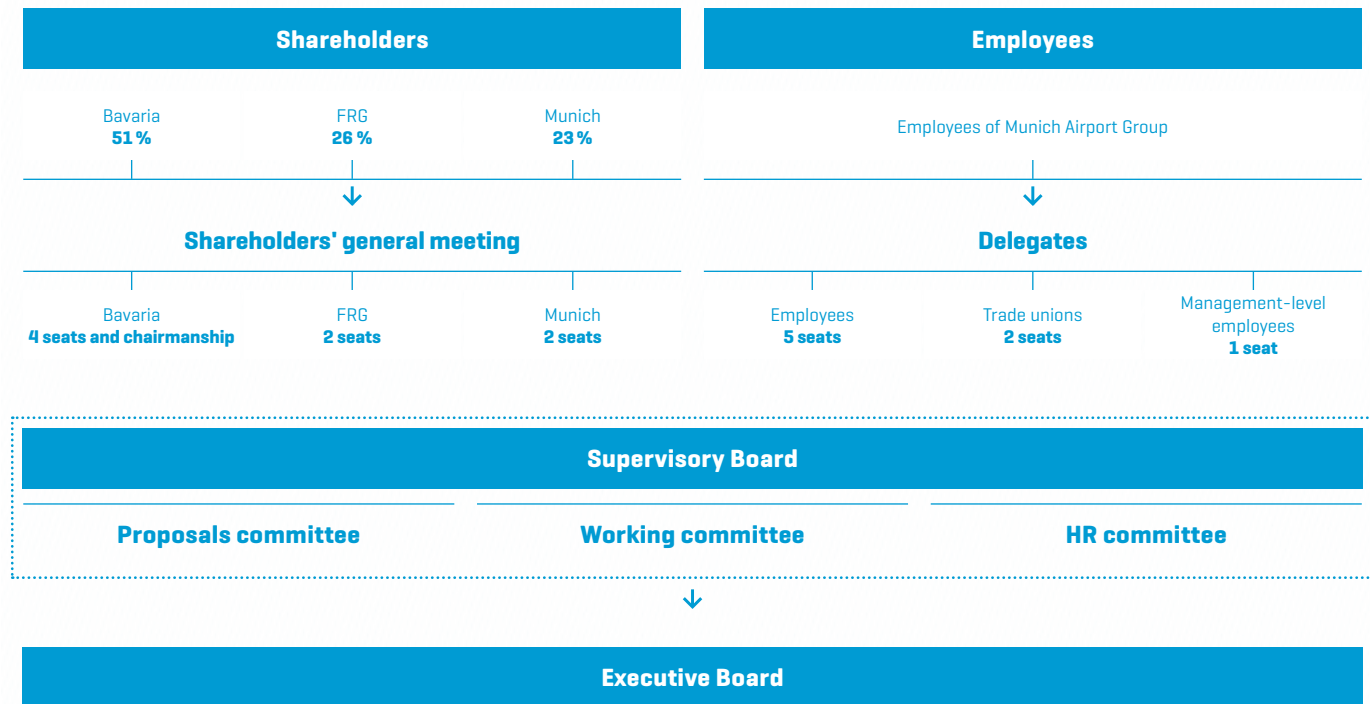 Shareholders
Employees
Bavaria
51 %
FRG
26 %
Munich
23 %
Employees of Munich Airport Group
Shareholders' general meeting
Delegates
Bavaria
4 seats and chairmanship
FRG
2 seats
Munich
2 seats
Employees
5 seats
Trade unions
2 seats
Management-level
employees
1 seat
Supervisory Board
Proposals committee
Working committee
HR committee
Executive Board